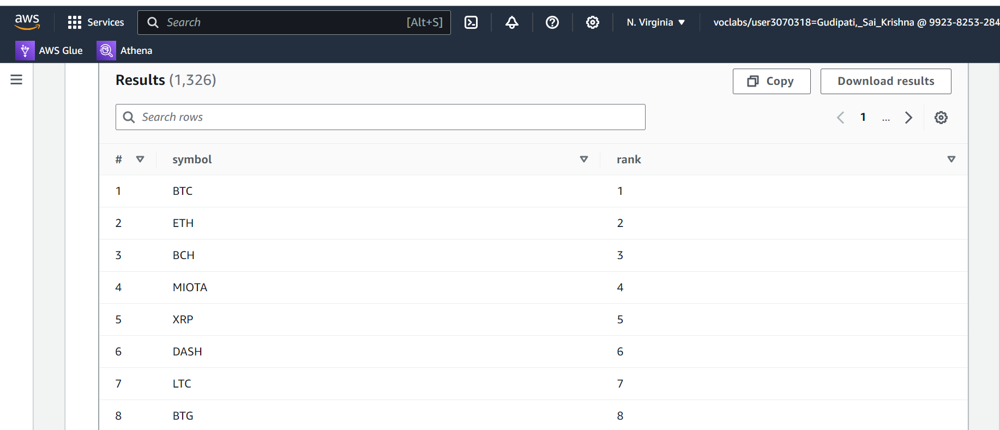 aws Services Search [Alt+S] N. Virginia voclabs/user3070318=Gudipati,_Sai_Krishna @ 9923-8253-284
AWS Glue Athena
Results (1,326) Copy Download results
Search rows 1 ...
# symbol rank
1 BTC 1
2 ETH 2
3 BCH 3
4 MIOTA 4
5 XRP 5
6 DASH 6
7 LTC 7
8 BTG 8